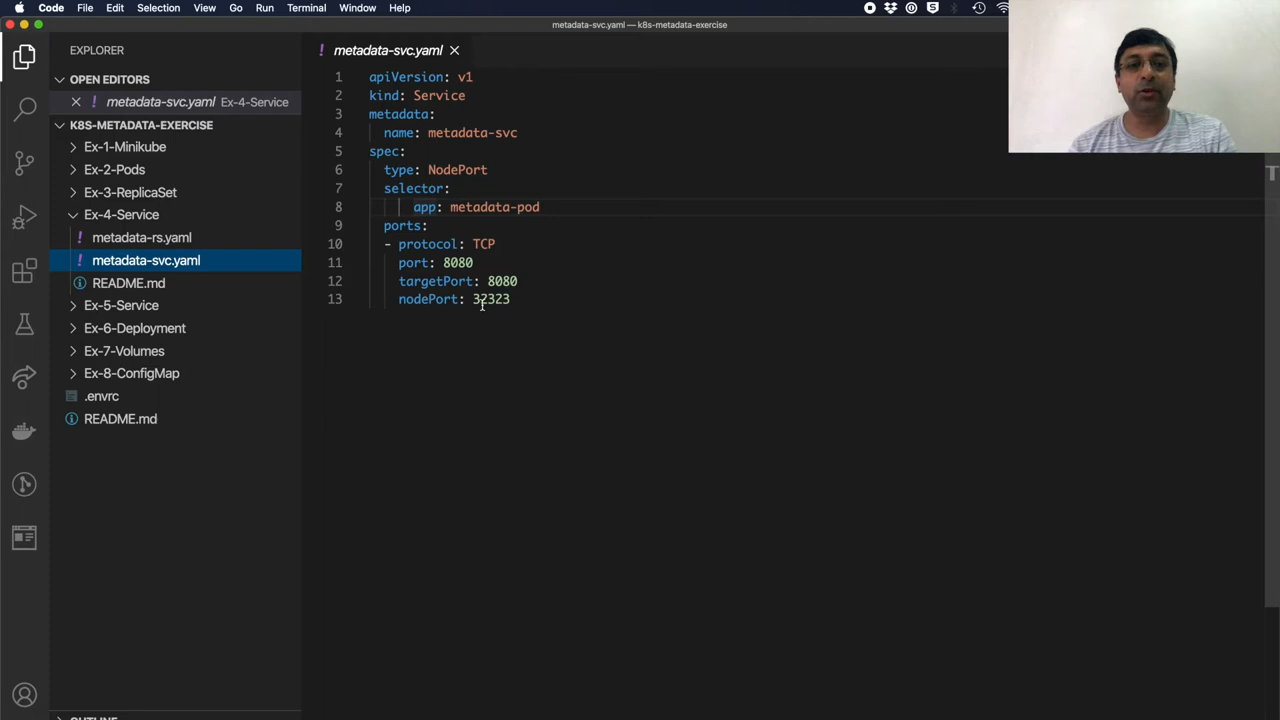 Code File Edit Selection View Go Run Terminal Window Help
metadata-svc.yaml — k8s-metadata-exercise
EXPLORER
OPEN EDITORS
metadata-svc.yaml Ex-4-Service
K8S-METADATA-EXERCISE
Ex-1-Minikube
Ex-2-Pods
Ex-3-ReplicaSet
Ex-4-Service
metadata-rs.yaml
metadata-svc.yaml
README.md
Ex-5-Service
Ex-6-Deployment
Ex-7-Volumes
Ex-8-ConfigMap
.envrc
README.md
OUTLINE
metadata-svc.yaml
1 apiVersion: v1
2 kind: Service
3 metadata:
4 name: metadata-svc
5 spec:
6 type: NodePort
7 selector:
8 app: metadata-pod
9 ports:
10 - protocol: TCP
11 port: 8080
12 targetPort: 8080
13 nodePort: 32323